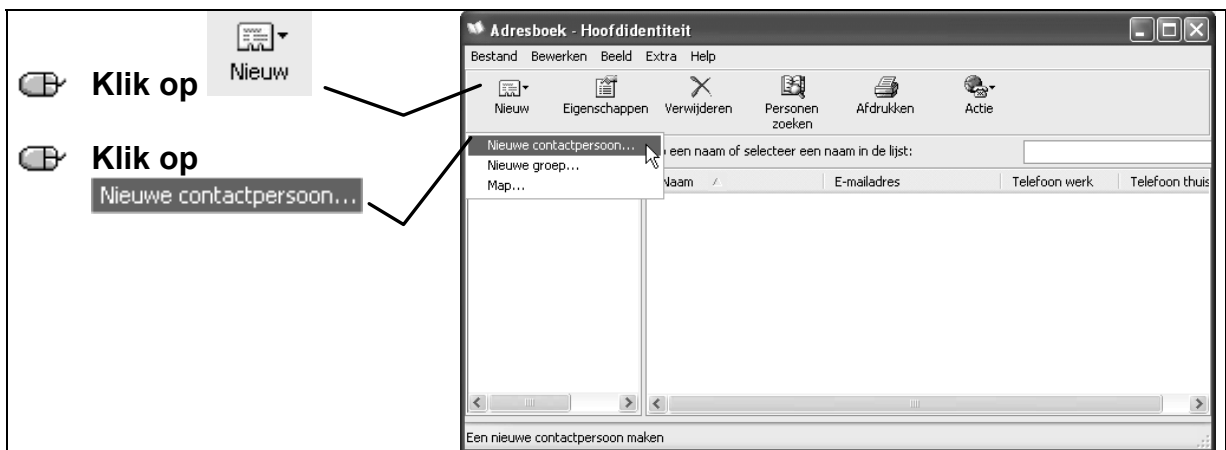 Klik op
Nieuw
Klik op
Nieuwe contactpersoon...
Adresboek - Hoofdidentiteit
Bestand Bewerken Beeld Extra Help
Nieuw Eigenschappen Verwijderen Personen zoeken Afdrukken Actie
Nieuwe contactpersoon...
Nieuwe groep...
Map...
een naam of selecteer een naam in de lijst:
Naam E-mailadres Telefoon werk Telefoon thuis
Een nieuwe contactpersoon maken